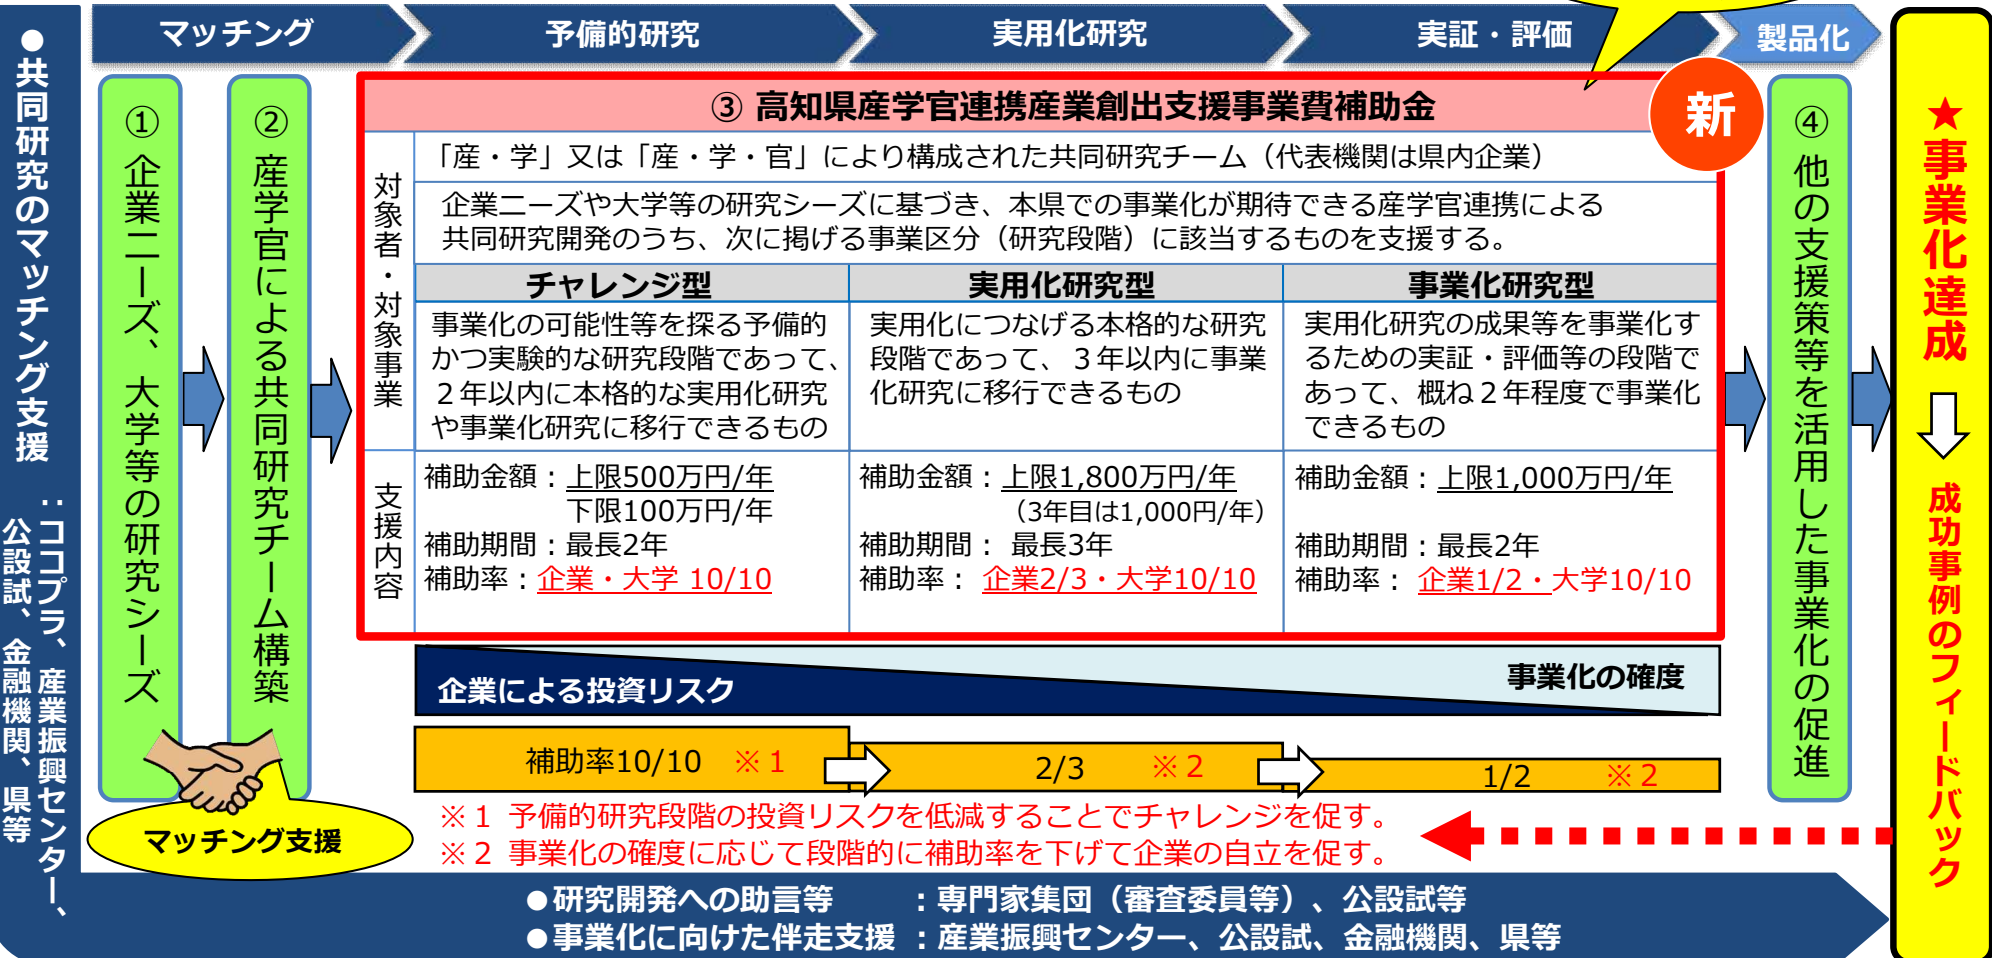 マッチング
予備的研究
実用化研究
実証・評価
製品化
●共同研究のマッチング支援
：ココプラ、産業振興センター、
公設試、金融機関、県等
① 企業ニーズ、大学等の研究シーズ
② 産学官による共同研究チーム構築
マッチング支援
③ 高知県産学官連携産業創出支援事業費補助金
新
対象者・対象事業
「産・学」又は「産・学・官」により構成された共同研究チーム（代表機関は県内企業）
企業ニーズや大学等の研究シーズに基づき、本県での事業化が期待できる産学官連携による
共同研究開発のうち、次に掲げる事業区分（研究段階）に該当するものを支援する。
チャレンジ型
事業化の可能性等を探る予備的
かつ実験的な研究段階であって、
２年以内に本格的な実用化研究
や事業化研究に移行できるもの
実用化研究型
実用化につなげる本格的な研究
段階であって、３年以内に事業
化研究に移行できるもの
事業化研究型
実用化研究の成果等を事業化す
るための実証・評価等の段階で
あって、概ね２年程度で事業化
できるもの
支援内容
補助金額：上限500万円/年
下限100万円/年
補助期間：最長2年
補助率：企業・大学 10/10
補助金額：上限1,800万円/年
（3年目は1,000円/年）
補助期間： 最長3年
補助率： 企業2/3・大学10/10
補助金額：上限1,000万円/年
補助期間：最長2年
補助率： 企業1/2・大学10/10
企業による投資リスク
事業化の確度
補助率10/10 ※１
2/3 ※２
1/2 ※２
※１ 予備的研究段階の投資リスクを低減することでチャレンジを促す。
※２ 事業化の確度に応じて段階的に補助率を下げて企業の自立を促す。
④ 他の支援策等を活用した事業化の促進
★事業化達成
成功事例のフィードバック
●研究開発への助言等 ：専門家集団（審査委員等）、公設試等
●事業化に向けた伴走支援 ：産業振興センター、公設試、金融機関、県等